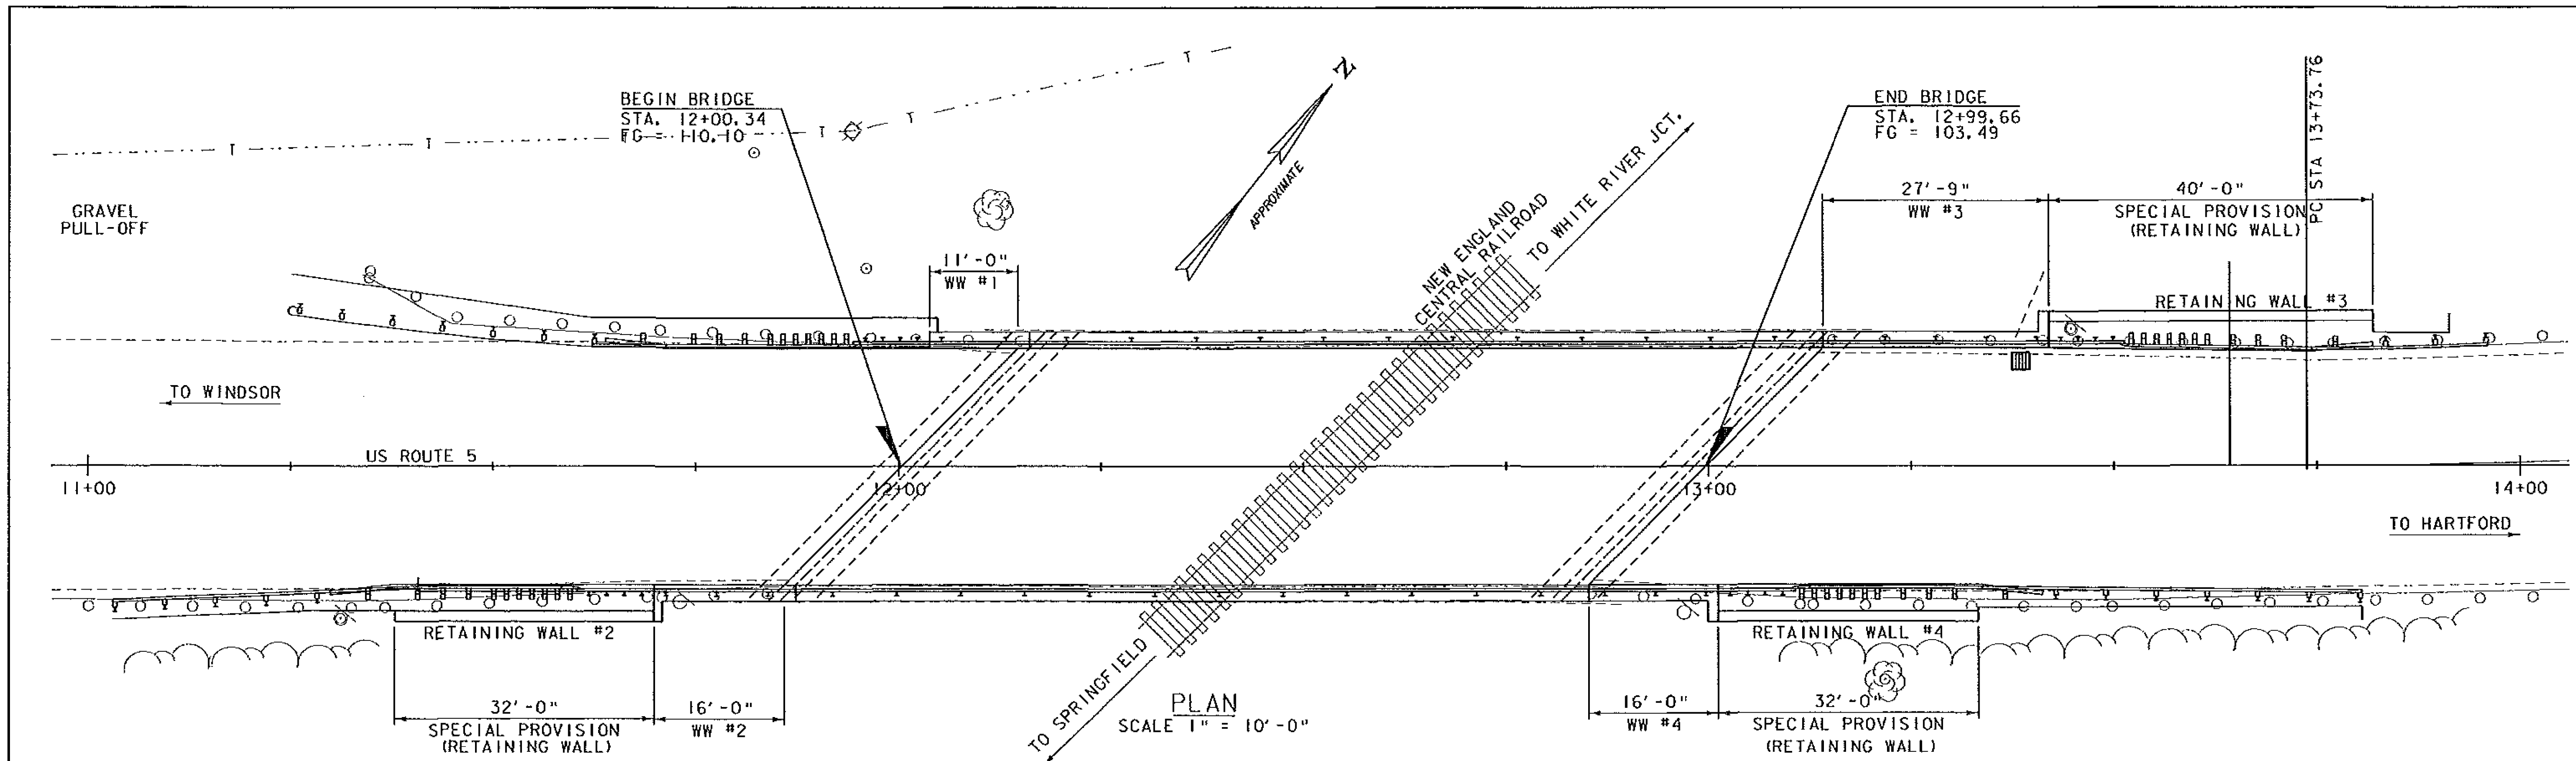 BEGIN BRIDGE
STA. 12+00.34
FG = 110.10
T
T
T
T
T
N
APPROXIMATE
GRAVEL
PULL-OFF
11'-0"
WW #1
NEW ENGLAND
CENTRAL RAILROAD
TO WHITE RIVER JCT.
END BRIDGE
STA. 12+99.66
FG = 103.49
27'-9"
WW #3
40'-0"
SPECIAL PROVISION
(RETAINING WALL)
PC STA 13+73.76
RETAINING WALL #3
TO WINDSOR
US ROUTE 5
11+00
12+00
13+00
14+00
TO HARTFORD
RETAINING WALL #2
RETAINING WALL #4
32'-0"
SPECIAL PROVISION
(RETAINING WALL)
16'-0"
WW #2
TO SPRINGFIELD
PLAN
SCALE 1" = 10'-0"
16'-0"
WW #4
32'-0"
SPECIAL PROVISION
(RETAINING WALL)